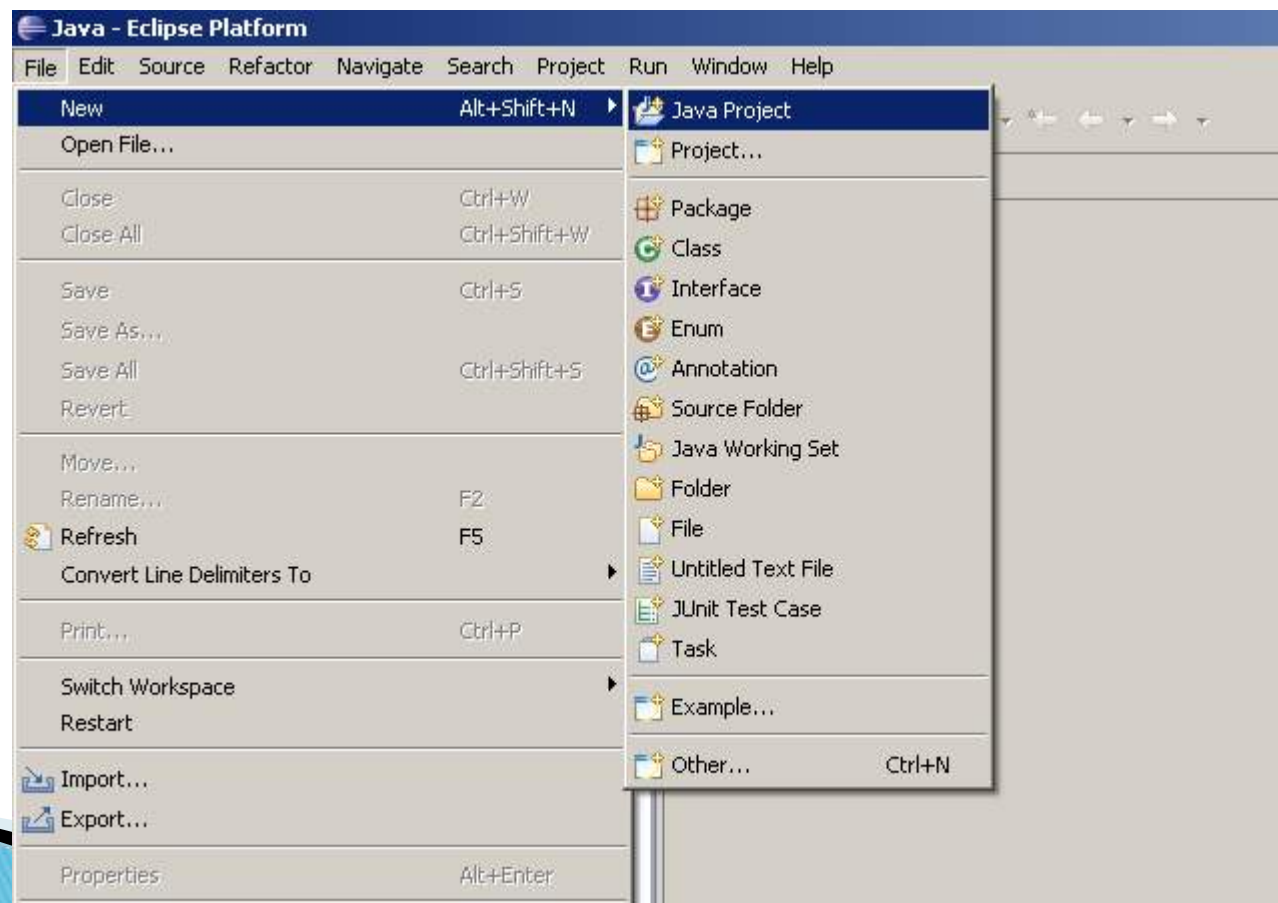 Java - Eclipse Platform
File Edit Source Refactor Navigate Search Project Run Window Help
New Alt+Shift+N
Open File...
Close Ctrl+W
Close All Ctrl+Shift+W
Save Ctrl+S
Save As...
Save All Ctrl+Shift+S
Revert
Move...
Rename... F2
Refresh F5
Convert Line Delimiters To
Print... Ctrl+P
Switch Workspace
Restart
Import...
Export...
Properties Alt+Enter
Java Project
Project...
Package
Class
Interface
Enum
Annotation
Source Folder
Java Working Set
Folder
File
Untitled Text File
JUnit Test Case
Task
Example...
Other... Ctrl+N